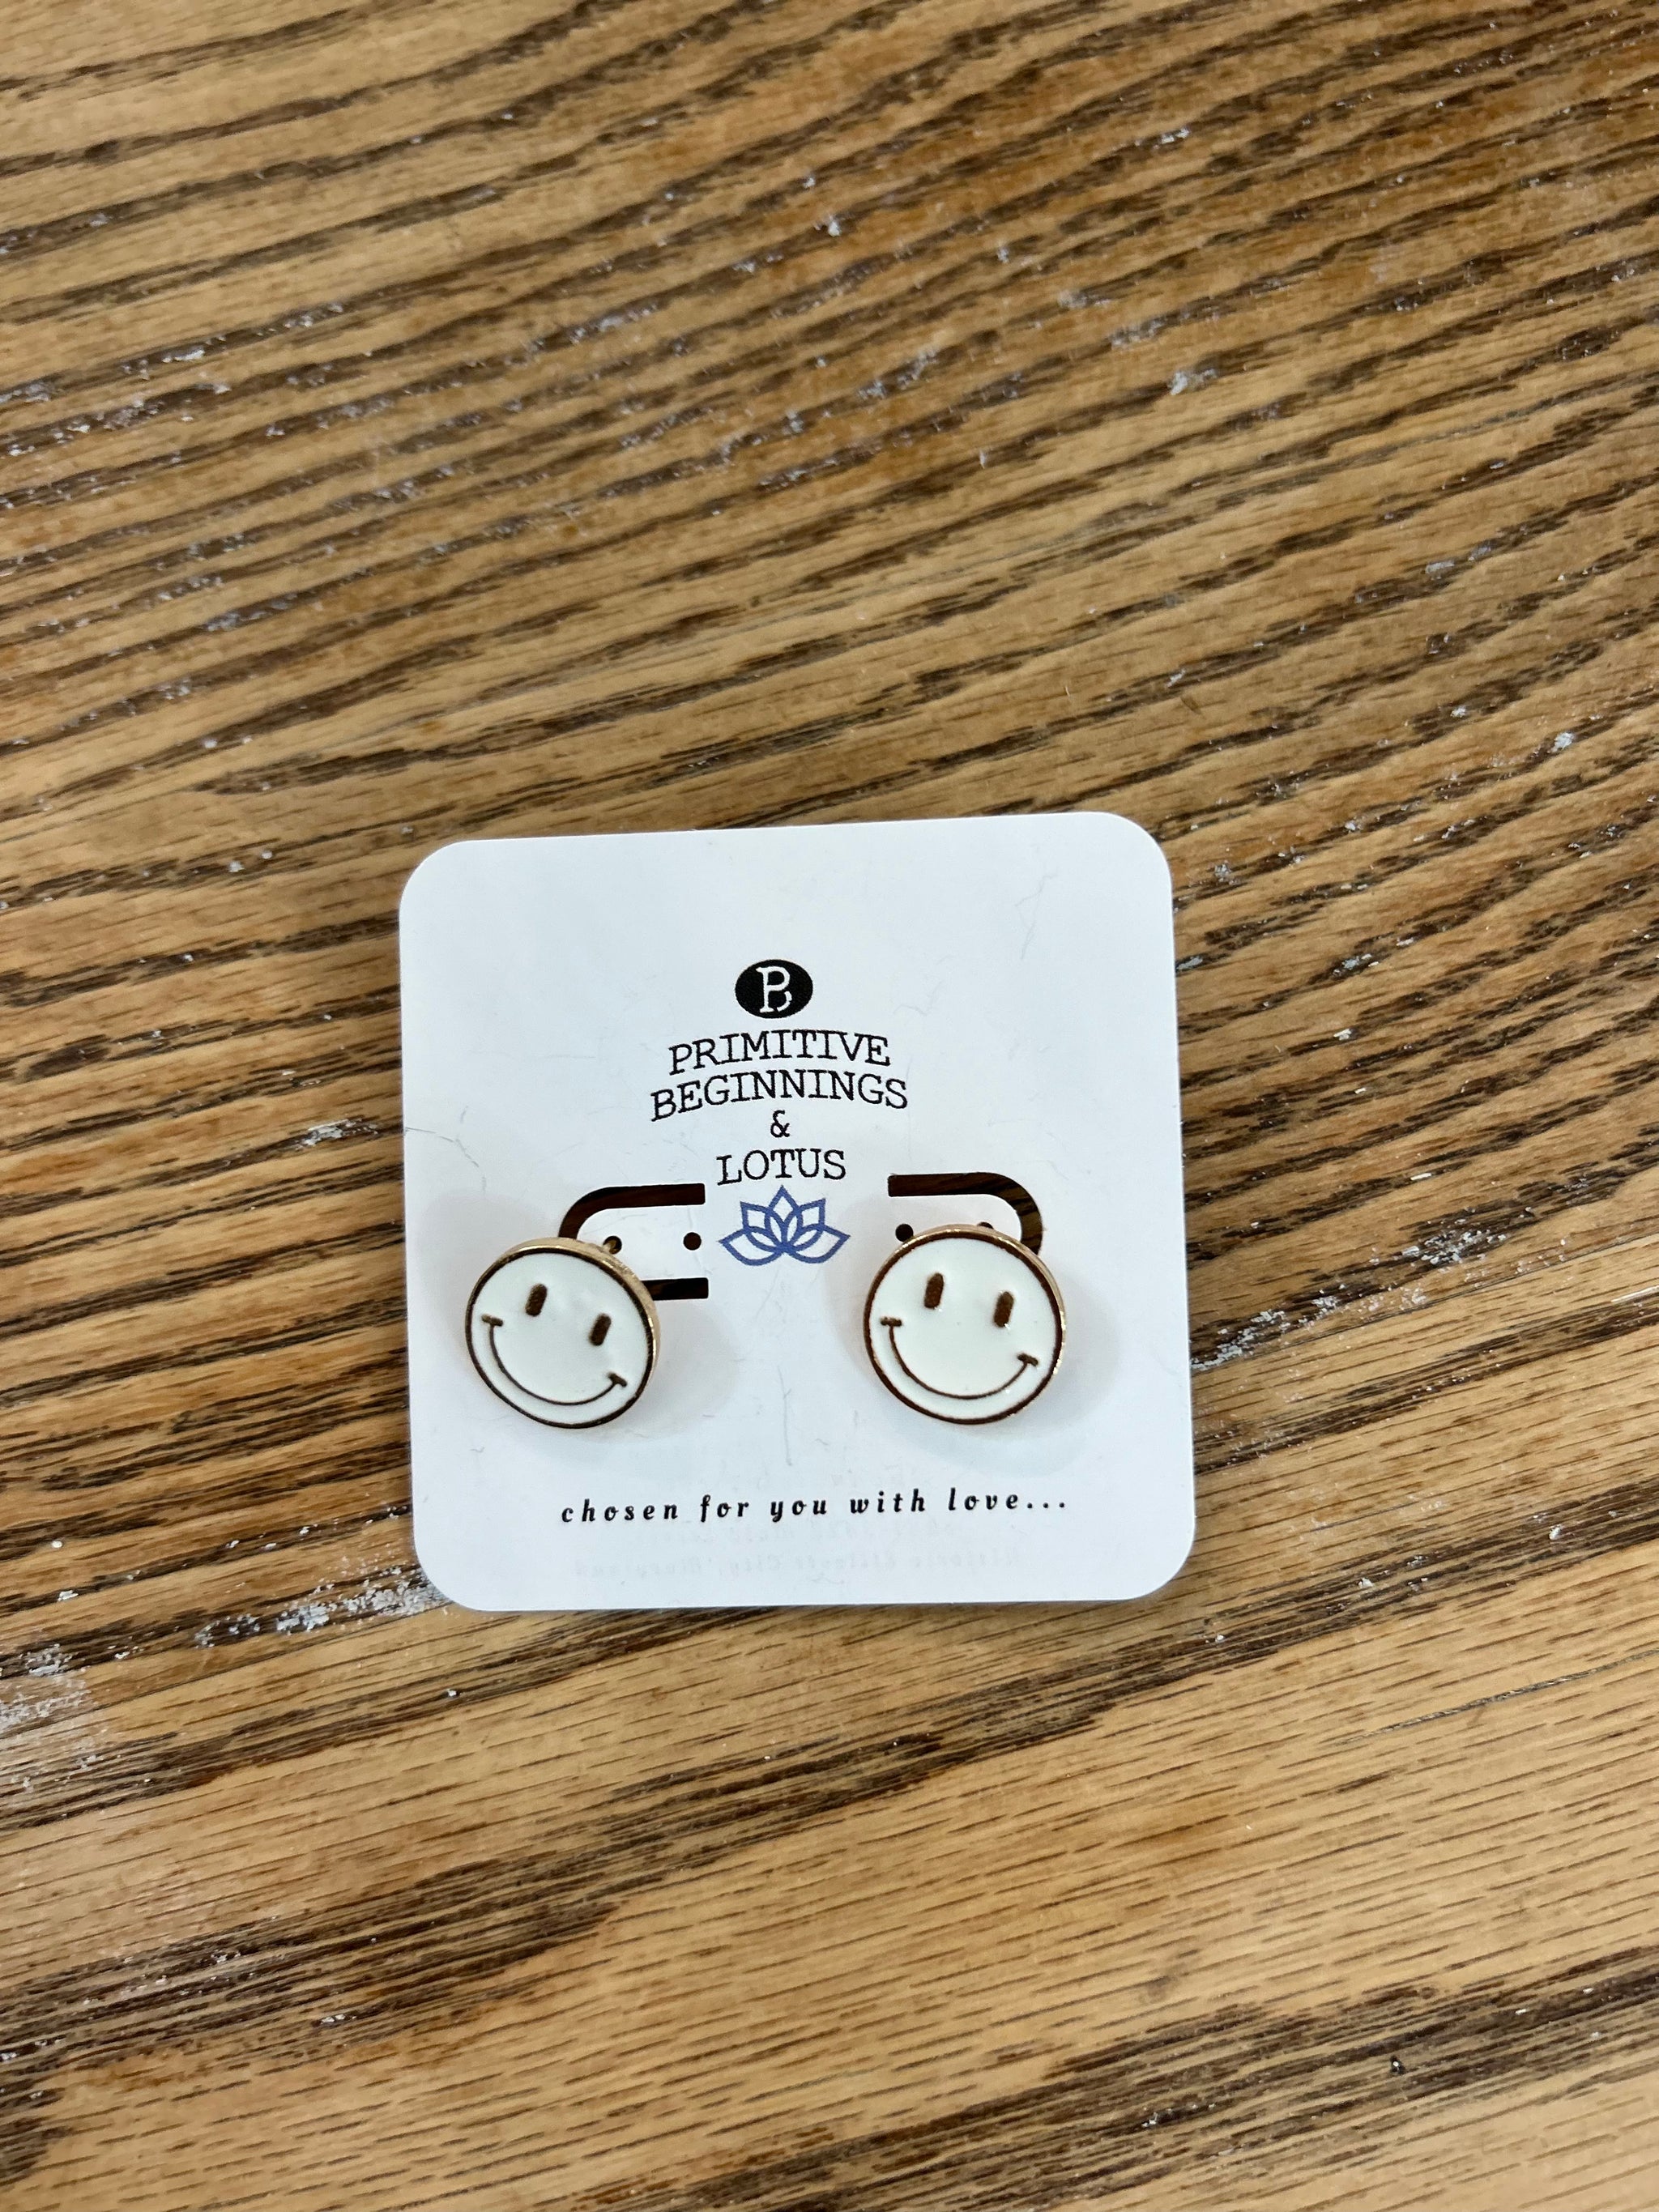 PB
PRIMITIVE
BEGINNINGS
&
LOTUS
chosen for you with love...